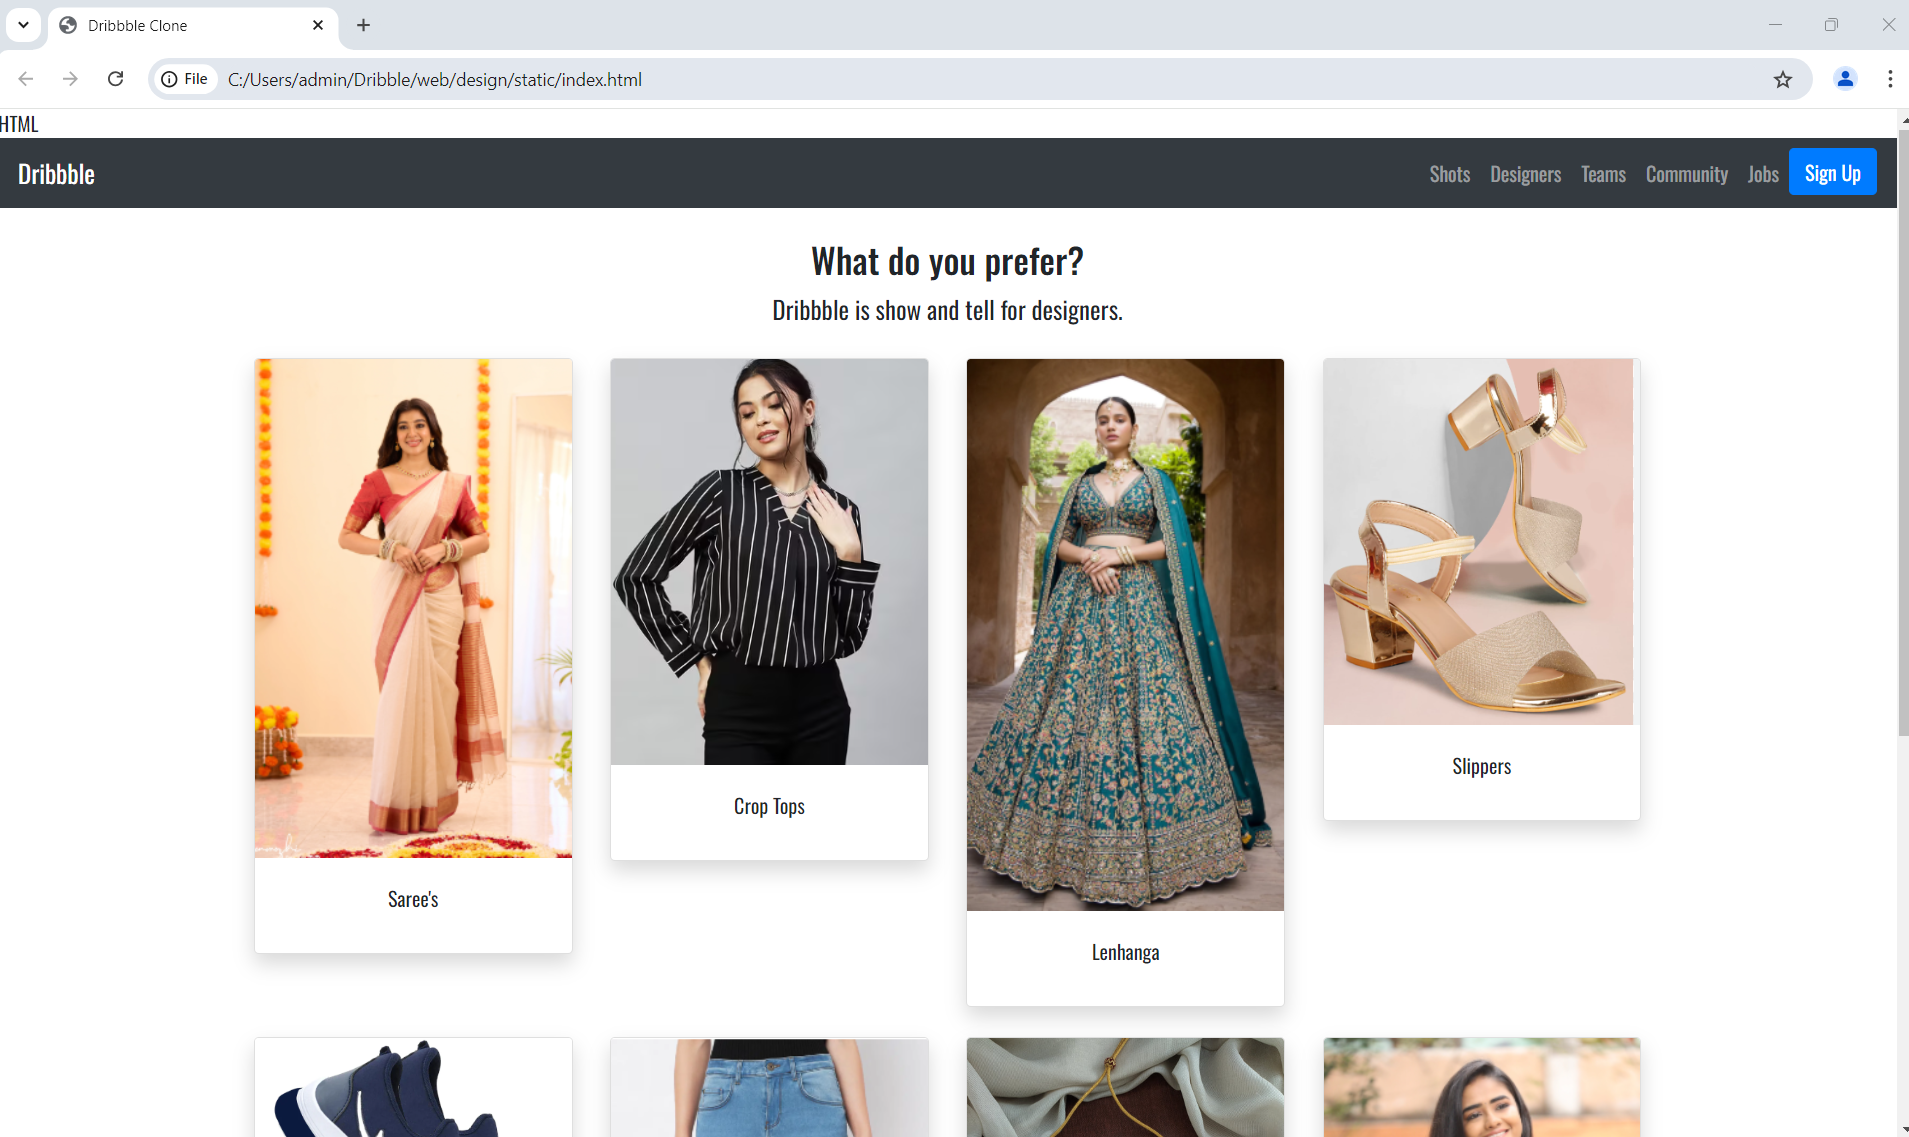 Dribbble Clone
File C:/Users/admin/Dribble/web/design/static/index.html
HTML
Dribbble Shots Designers Teams Community Jobs Sign Up
What do you prefer?
Dribbble is show and tell for designers.
Saree's
Crop Tops
Lenhanga
Slippers